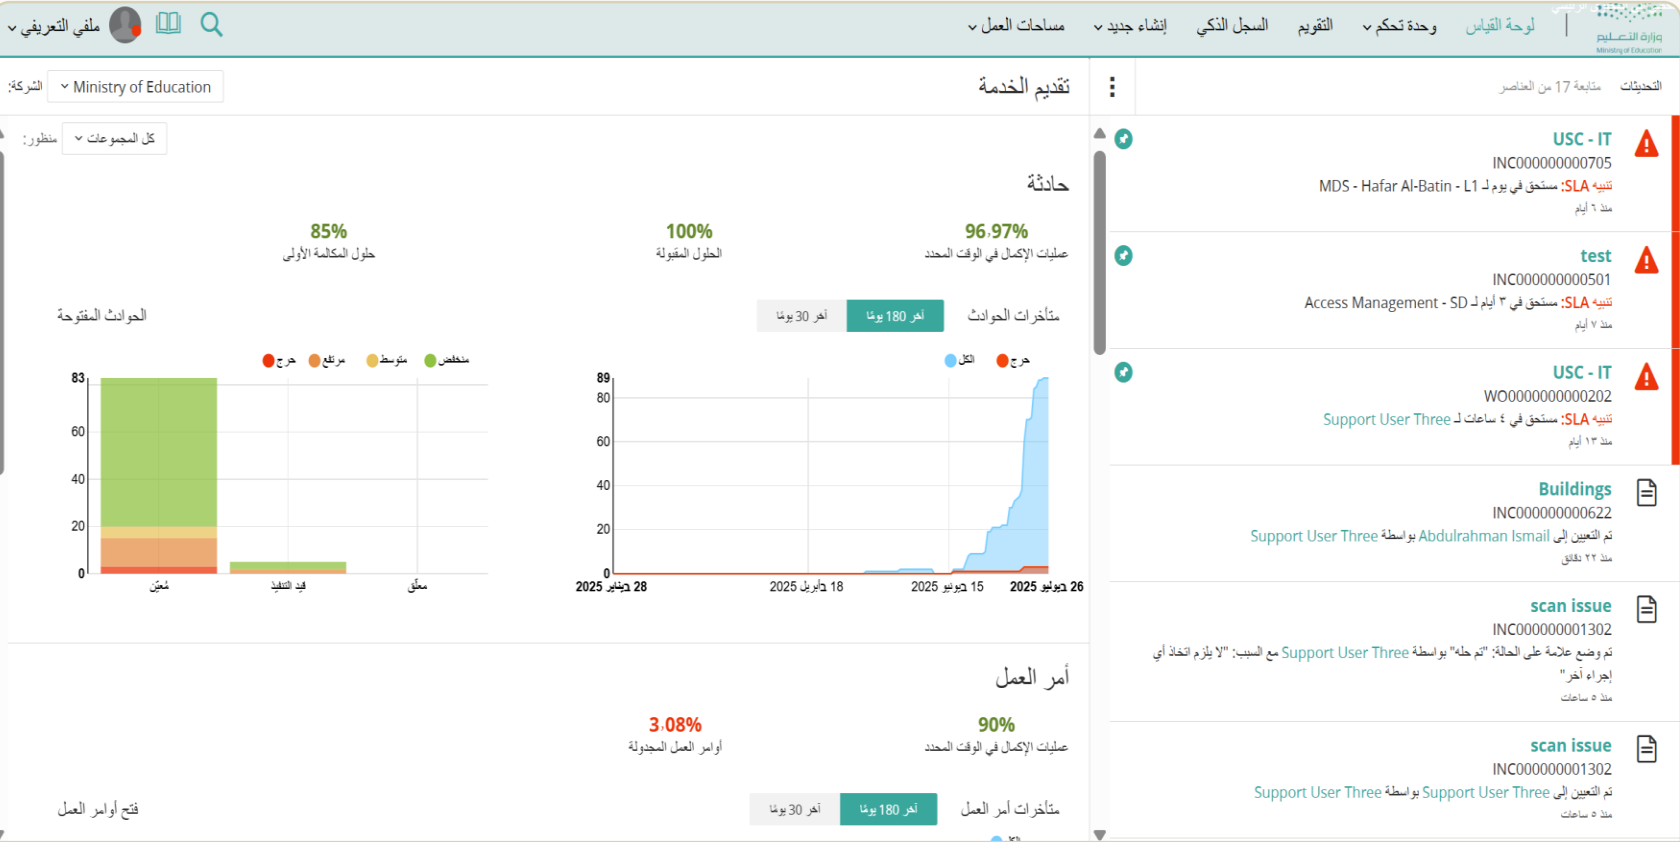 وزارة التعليم
Ministry of Education
لوحة القياس
وحدة تحكم
التقويم
السجل الذكي
إنشاء جديد
مساحات العمل
ملفي التعريفي
التحديثات
متابعة 17 من العناصر
USC - IT
INC000000000705
تنبيه SLA: مستحق في يوم لـ MDS - Hafar Al-Batin - L1
منذ ٦ أيام
test
INC000000000501
تنبيه SLA: مستحق في ٣ أيام لـ Access Management - SD
منذ ٧ أيام
USC - IT
WO0000000000202
تنبيه SLA: مستحق في ٤ ساعات لـ Support User Three
منذ ١٣ أيام
Buildings
INC000000000622
تم التعيين إلى Abdulrahman Ismail بواسطة Support User Three
منذ ٢٢ دقائق
scan issue
INC000000001302
تم وضع علامة على الحالة: "تم حله" بواسطة Support User Three مع السبب: "لا يلزم اتخاذ أي
إجراء آخر"
منذ ٥ ساعات
scan issue
INC000000001302
تم التعيين إلى Support User Three بواسطة Support User Three
منذ ٥ ساعات
تقديم الخدمة
الشركة:
Ministry of Education
منظور:
كل المجموعات
حادثة
96٫97%
عمليات الإكمال في الوقت المحدد
100%
الحلول المقبولة
85%
حلول المكالمة الأولى
متأخرات الحوادث
آخر 180 يومًا
آخر 30 يومًا
حرج
الكل
89
80
60
40
20
0
28 يناير 2025
18 أبريل 2025
15 يونيو 2025
26 يوليو 2025
الحوادث المفتوحة
منخفض
متوسط
مرتفع
حرج
83
60
40
20
0
مُعيّن
قيد التنفيذ
معلّق
أمر العمل
90%
عمليات الإكمال في الوقت المحدد
3٫08%
أوامر العمل المجدولة
متأخرات أمر العمل
آخر 180 يومًا
آخر 30 يومًا
الكل
فتح أوامر العمل